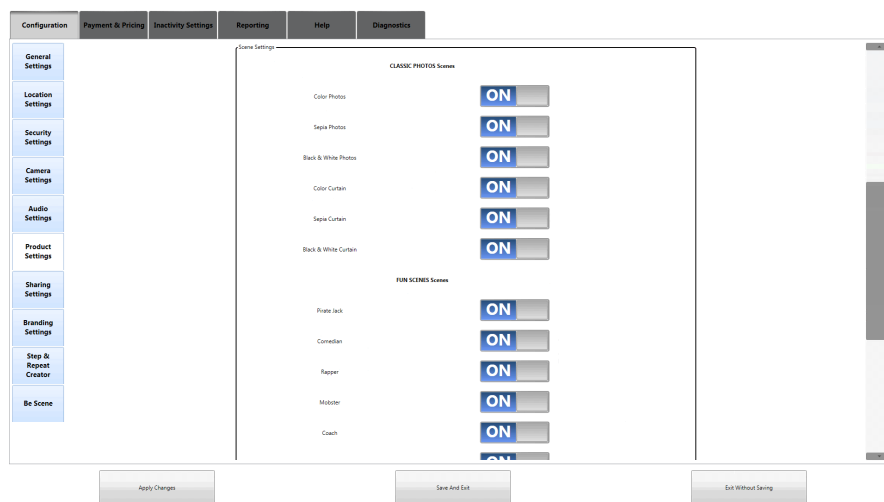 Configuration
Payment & Pricing
Inactivity Settings
Reporting
Help
Diagnostics
General
Settings
Location
Settings
Security
Settings
Camera
Settings
Audio
Settings
Product
Settings
Sharing
Settings
Branding
Settings
Step &
Repeat
Creator
Be Scene
Scene Settings
CLASSIC PHOTOS Scenes
Color Photos ON
Sepia Photos ON
Black & White Photos ON
Color Curtain ON
Sepia Curtain ON
Black & White Curtain ON
FUN SCENES Scenes
Pirate Jack ON
Comedian ON
Rapper ON
Mobster ON
Coach ON
ON
Apply Changes
Save And Exit
Exit Without Saving